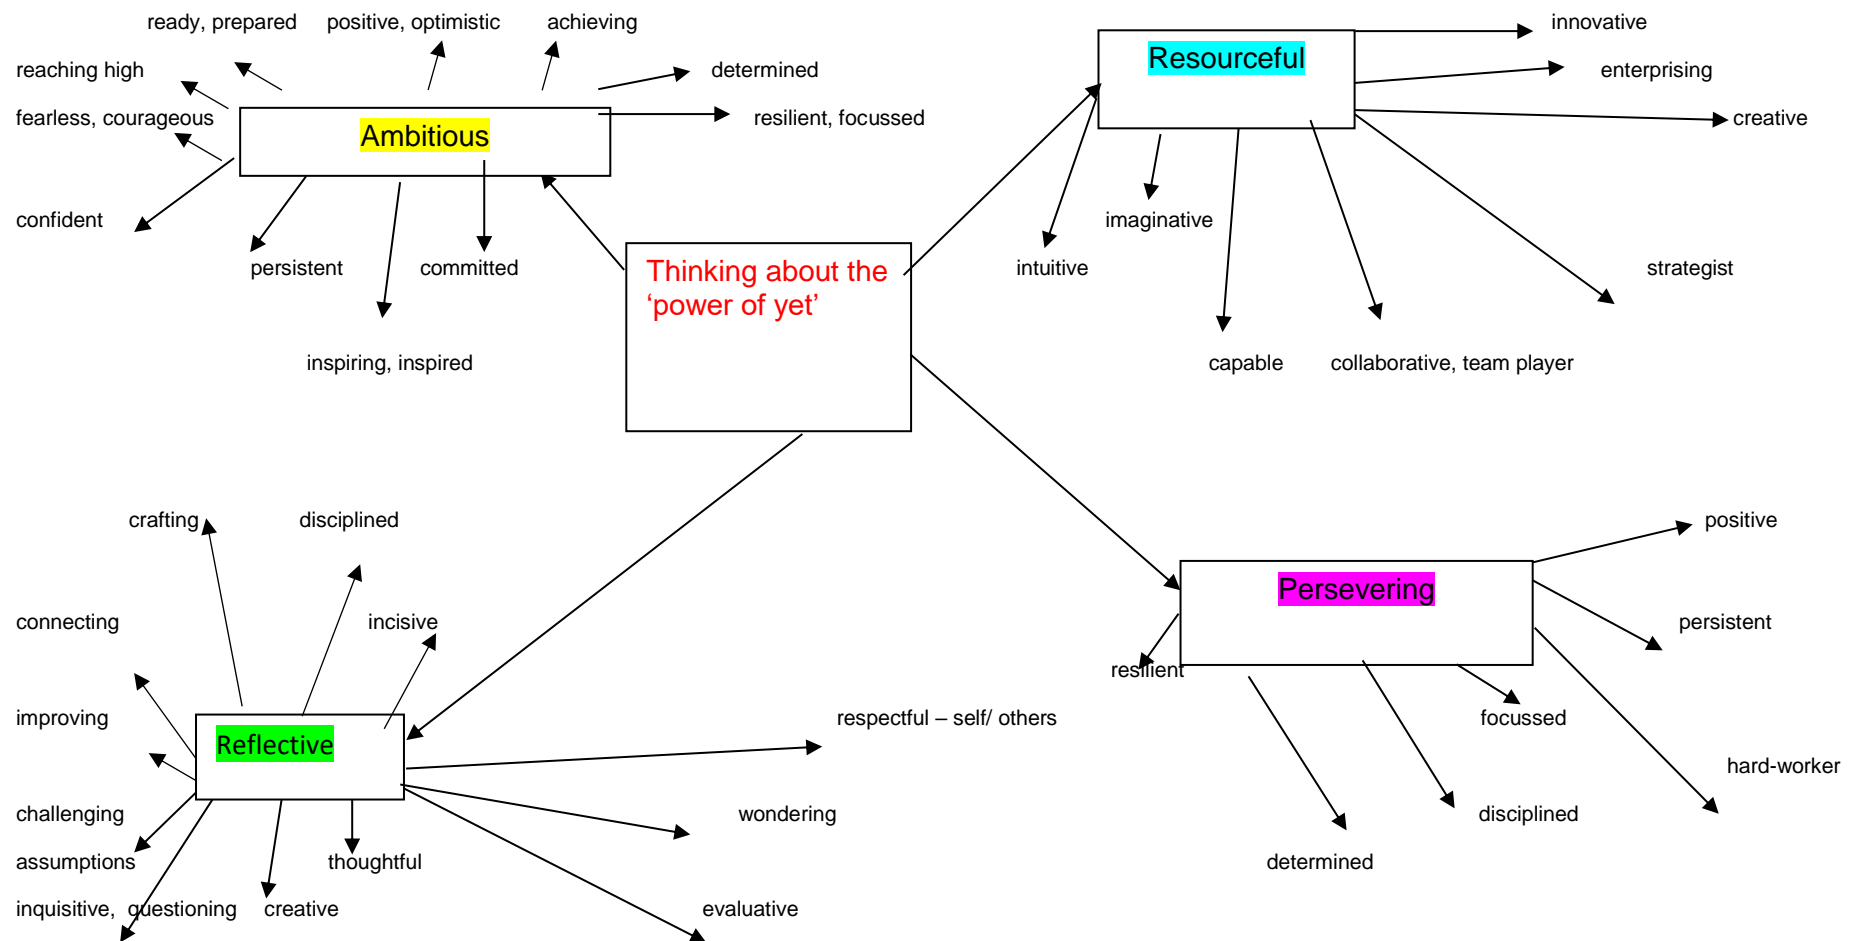 ready, prepared
positive, optimistic
achieving
reaching high
determined
fearless, courageous
resilient, focussed
Ambitious
confident
persistent
committed
inspiring, inspired
Resourceful
innovative
enterprising
creative
imaginative
intuitive
strategist
capable
collaborative, team player
Thinking about the
‘power of yet’
crafting
disciplined
connecting
incisive
improving
Reflective
respectful – self/ others
challenging
assumptions
wondering
thoughtful
inquisitive, questioning
creative
evaluative
Persevering
positive
persistent
resilient
focussed
hard-worker
disciplined
determined